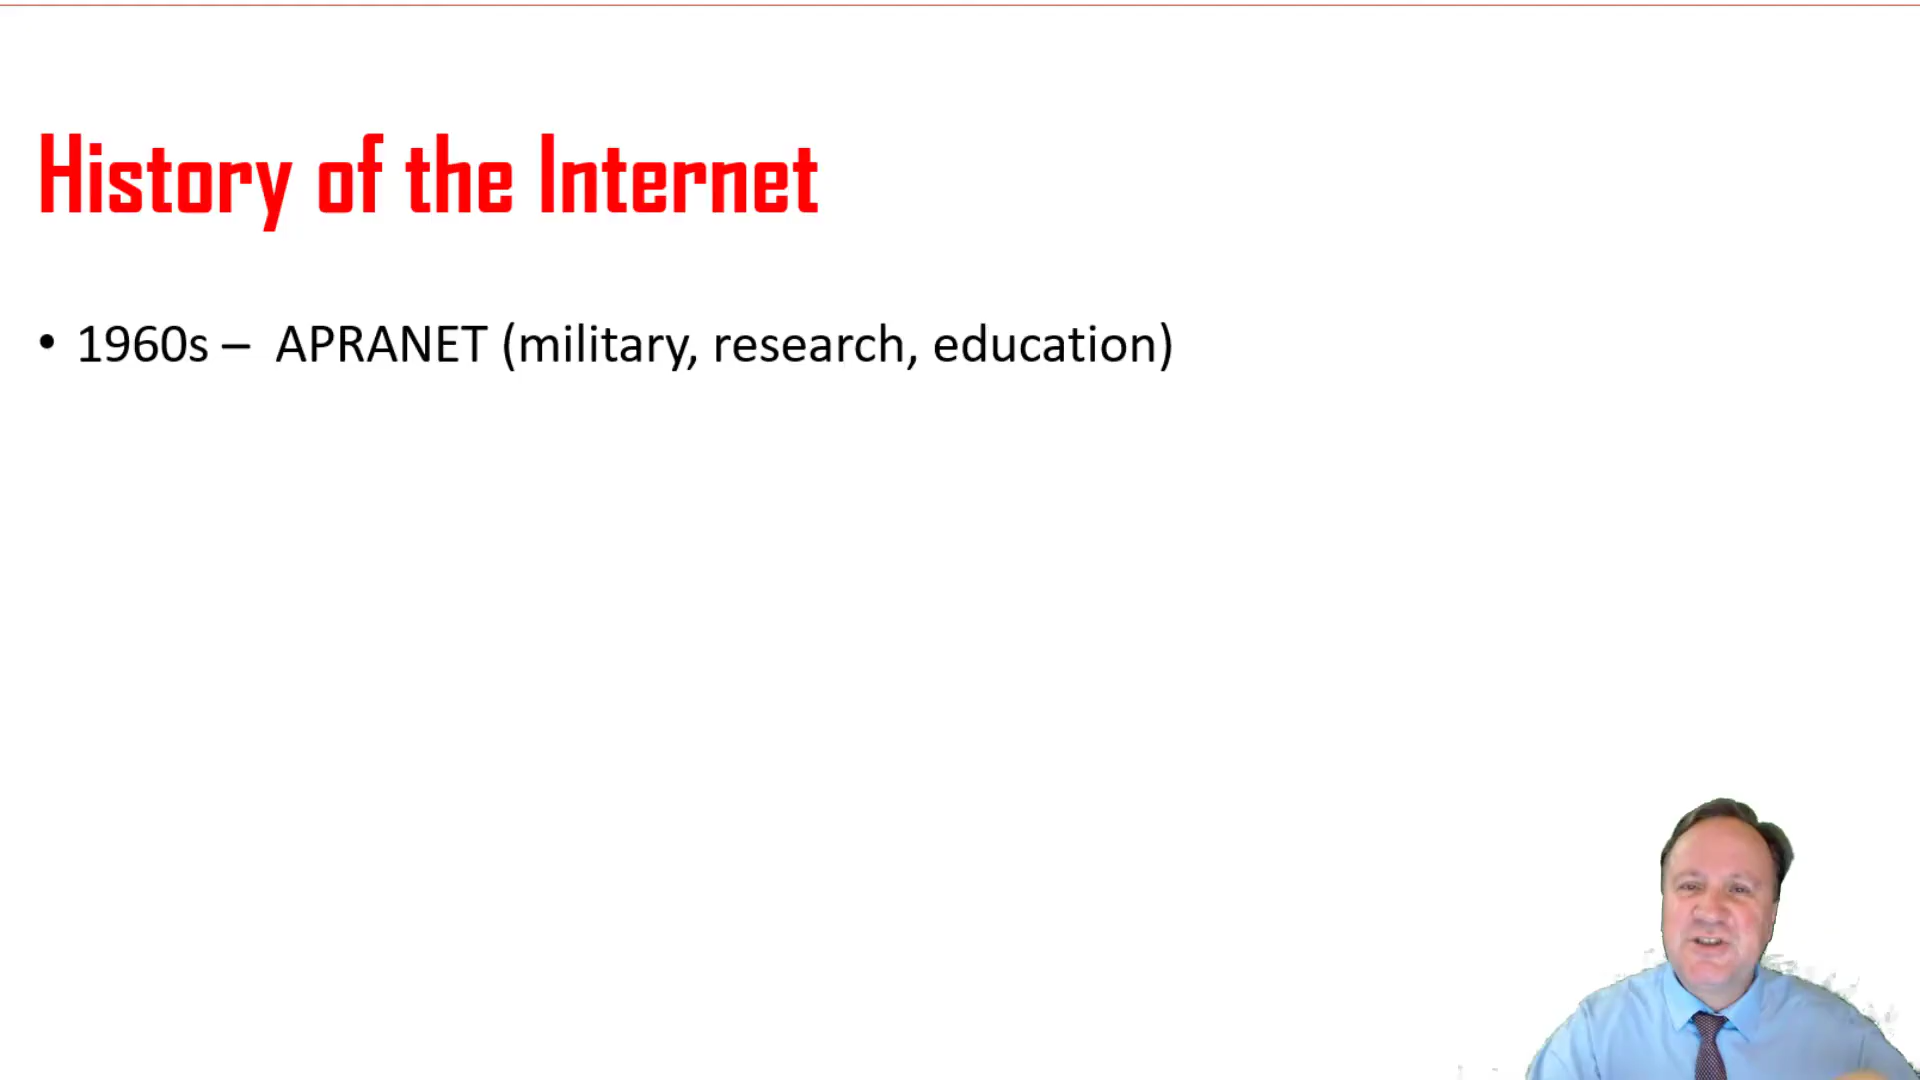 History of the Internet
• 1960s – APRANET (military, research, education)